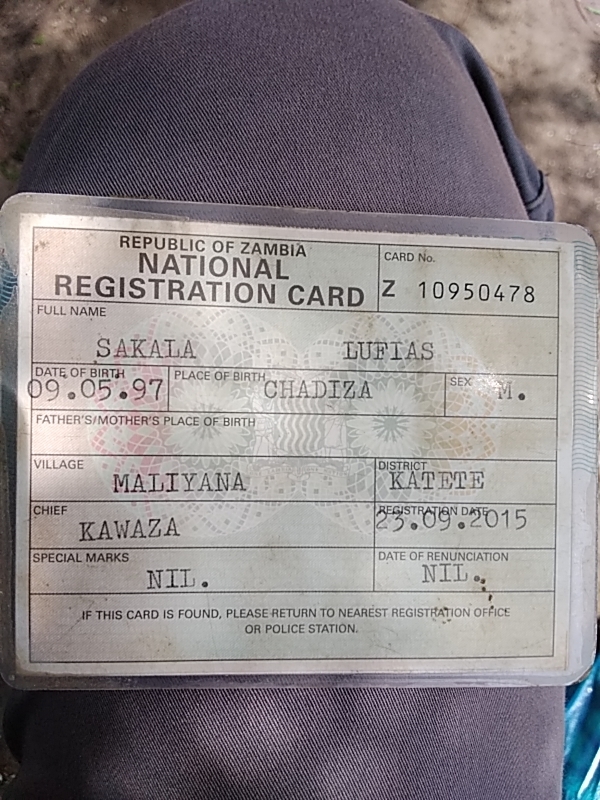 REPUBLIC OF ZAMBIA
NATIONAL
REGISTRATION CARD
CARD No.
Z 10950478
FULL NAME
SAKALA LUFIAS
DATE OF BIRTH PLACE OF BIRTH SEX
09.05.97 CHADIZA M.
FATHER'S/MOTHER'S PLACE OF BIRTH
VILLAGE DISTRICT
MALIYANA KATETE
CHIEF REGISTRATION DATE
KAWAZA 23.09.2015
SPECIAL MARKS DATE OF RENUNCIATION
NIL. NIL.
IF THIS CARD IS FOUND, PLEASE RETURN TO NEAREST REGISTRATION OFFICE
OR POLICE STATION.